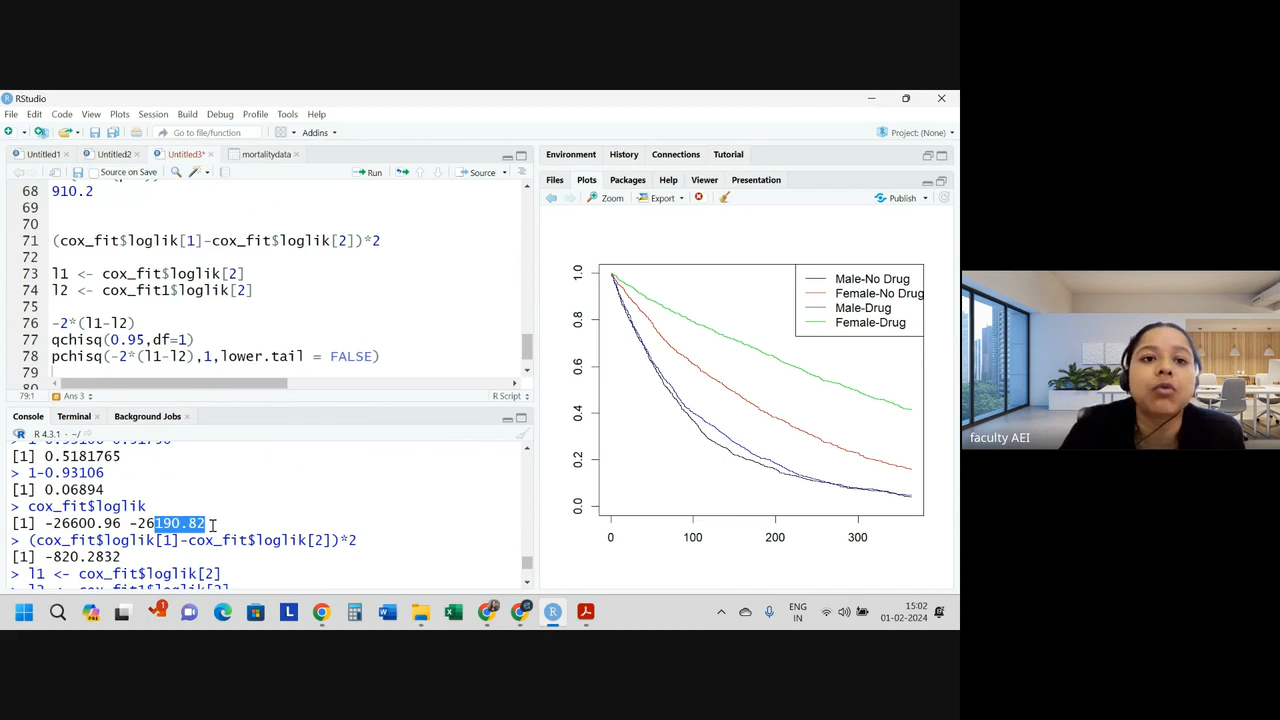 RStudio
File Edit Code View Plots Session Build Debug Profile Tools Help
Go to file/function Addins Project: (None)
Untitled1 Untitled2 Untitled3* mortalitydata
Source on Save Run Source
68 910.2
69
70
71 (cox_fit$loglik[1]-cox_fit$loglik[2])*2
72
73 l1 <- cox_fit$loglik[2]
74 l2 <- cox_fit1$loglik[2]
75
76 -2*(l1-l2)
77 qchisq(0.95,df=1)
78 pchisq(-2*(l1-l2),1,lower.tail = FALSE)
79
80
79:1 Ans 3 R Script
Console Terminal Background Jobs
R 4.3.1 · ~/
[1] 0.5181765
> 1-0.93106
[1] 0.06894
> cox_fit$loglik
[1] -26600.96 -26190.82
> (cox_fit$loglik[1]-cox_fit$loglik[2])*2
[1] -820.2832
> l1 <- cox_fit$loglik[2]
> l2 <- cox_fit1$loglik[2]
Environment History Connections Tutorial
Files Plots Packages Help Viewer Presentation
Zoom Export Publish
Male-No Drug
Female-No Drug
Male-Drug
Female-Drug
1.0
0.8
0.6
0.4
0.2
0.0
0 100 200 300
faculty AEI
ENG
IN
15:02
01-02-2024